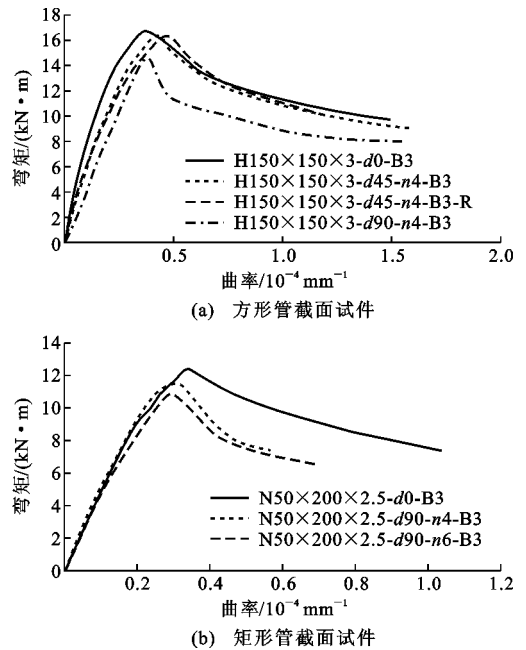 弯矩/(kN·m)
18
16
14
12
10
8
6
4
2
0
H150×150×3-d0-B3
H150×150×3-d45-n4-B3
H150×150×3-d45-n4-B3-R
H150×150×3-d90-n4-B3
0.5 1.0 1.5 2.0
曲率/10⁻⁴ mm⁻¹
(a) 方形管截面试件
弯矩/(kN·m)
14
12
10
8
6
4
2
0
N50×200×2.5-d0-B3
N50×200×2.5-d90-n4-B3
N50×200×2.5-d90-n6-B3
0.2 0.4 0.6 0.8 1.0 1.2
曲率/10⁻⁴ mm⁻¹
(b) 矩形管截面试件